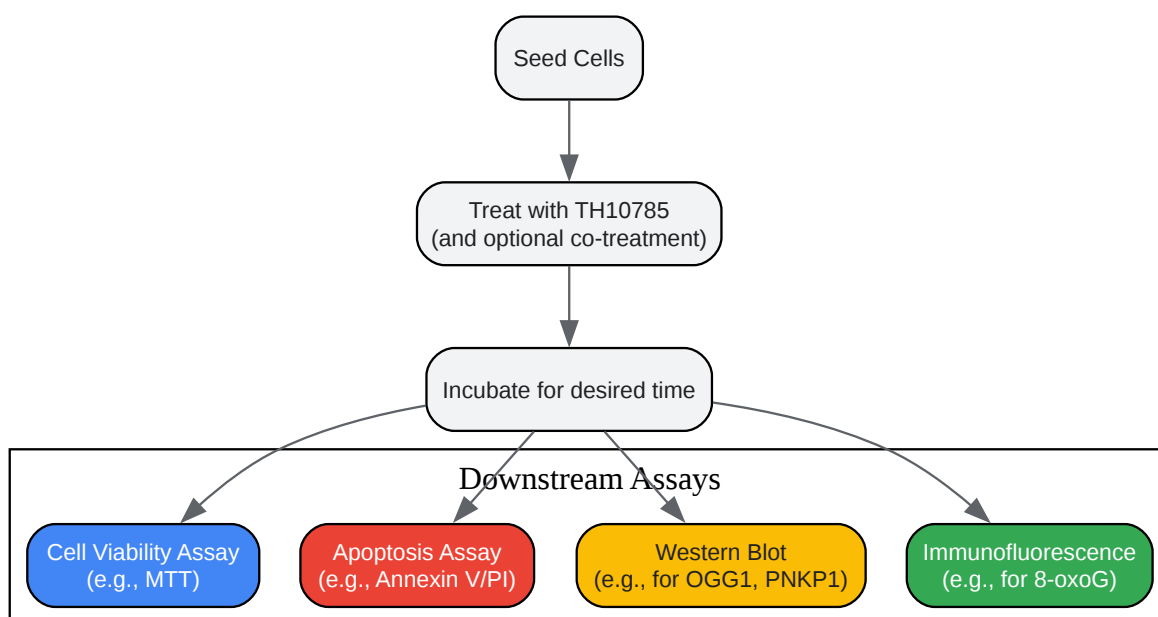 Seed Cells
Treat with TH10785
(and optional co-treatment)
Incubate for desired time
Downstream Assays
Cell Viability Assay
(e.g., MTT)
Apoptosis Assay
(e.g., Annexin V/PI)
Western Blot
(e.g., for OGG1, PNKP1)
Immunofluorescence
(e.g., for 8-oxoG)